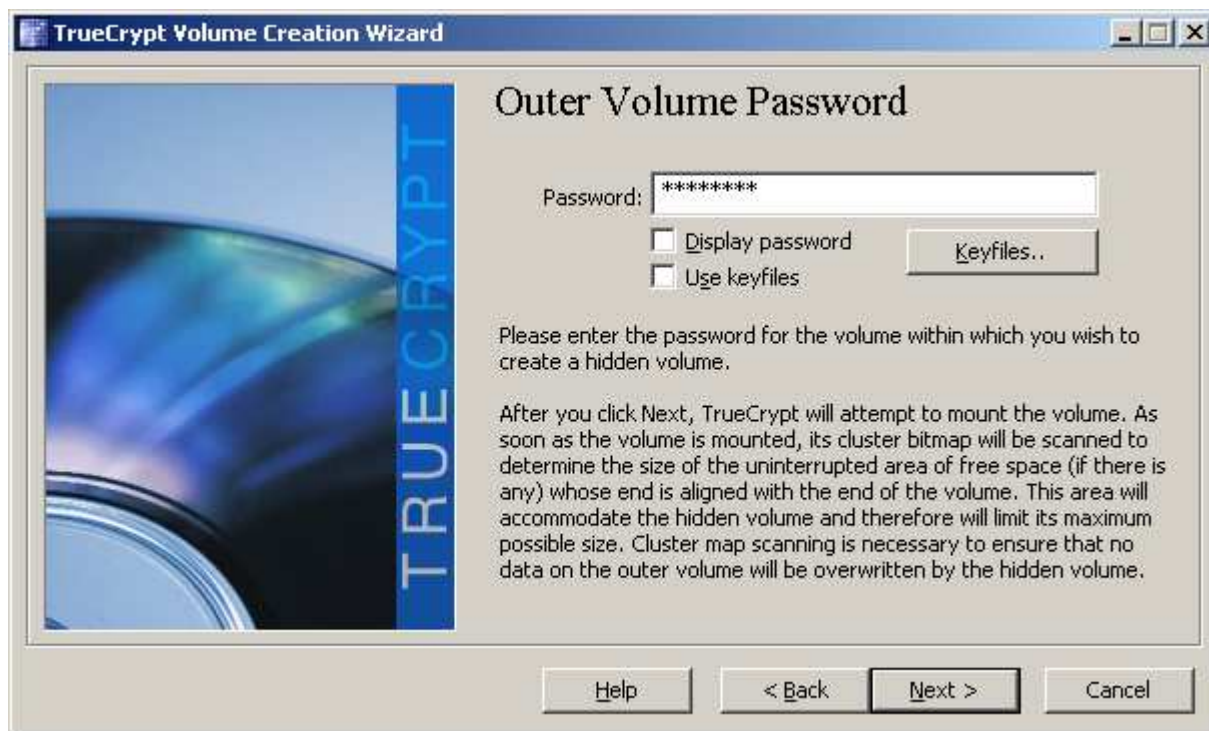 TrueCrypt Volume Creation Wizard
TRUECRYPT
Outer Volume Password
Password: ********
Display password
Keyfiles..
Use keyfiles
Please enter the password for the volume within which you wish to
create a hidden volume.
After you click Next, TrueCrypt will attempt to mount the volume. As
soon as the volume is mounted, its cluster bitmap will be scanned to
determine the size of the uninterrupted area of free space (if there is
any) whose end is aligned with the end of the volume. This area will
accommodate the hidden volume and therefore will limit its maximum
possible size. Cluster map scanning is necessary to ensure that no
data on the outer volume will be overwritten by the hidden volume.
Help < Back Next > Cancel